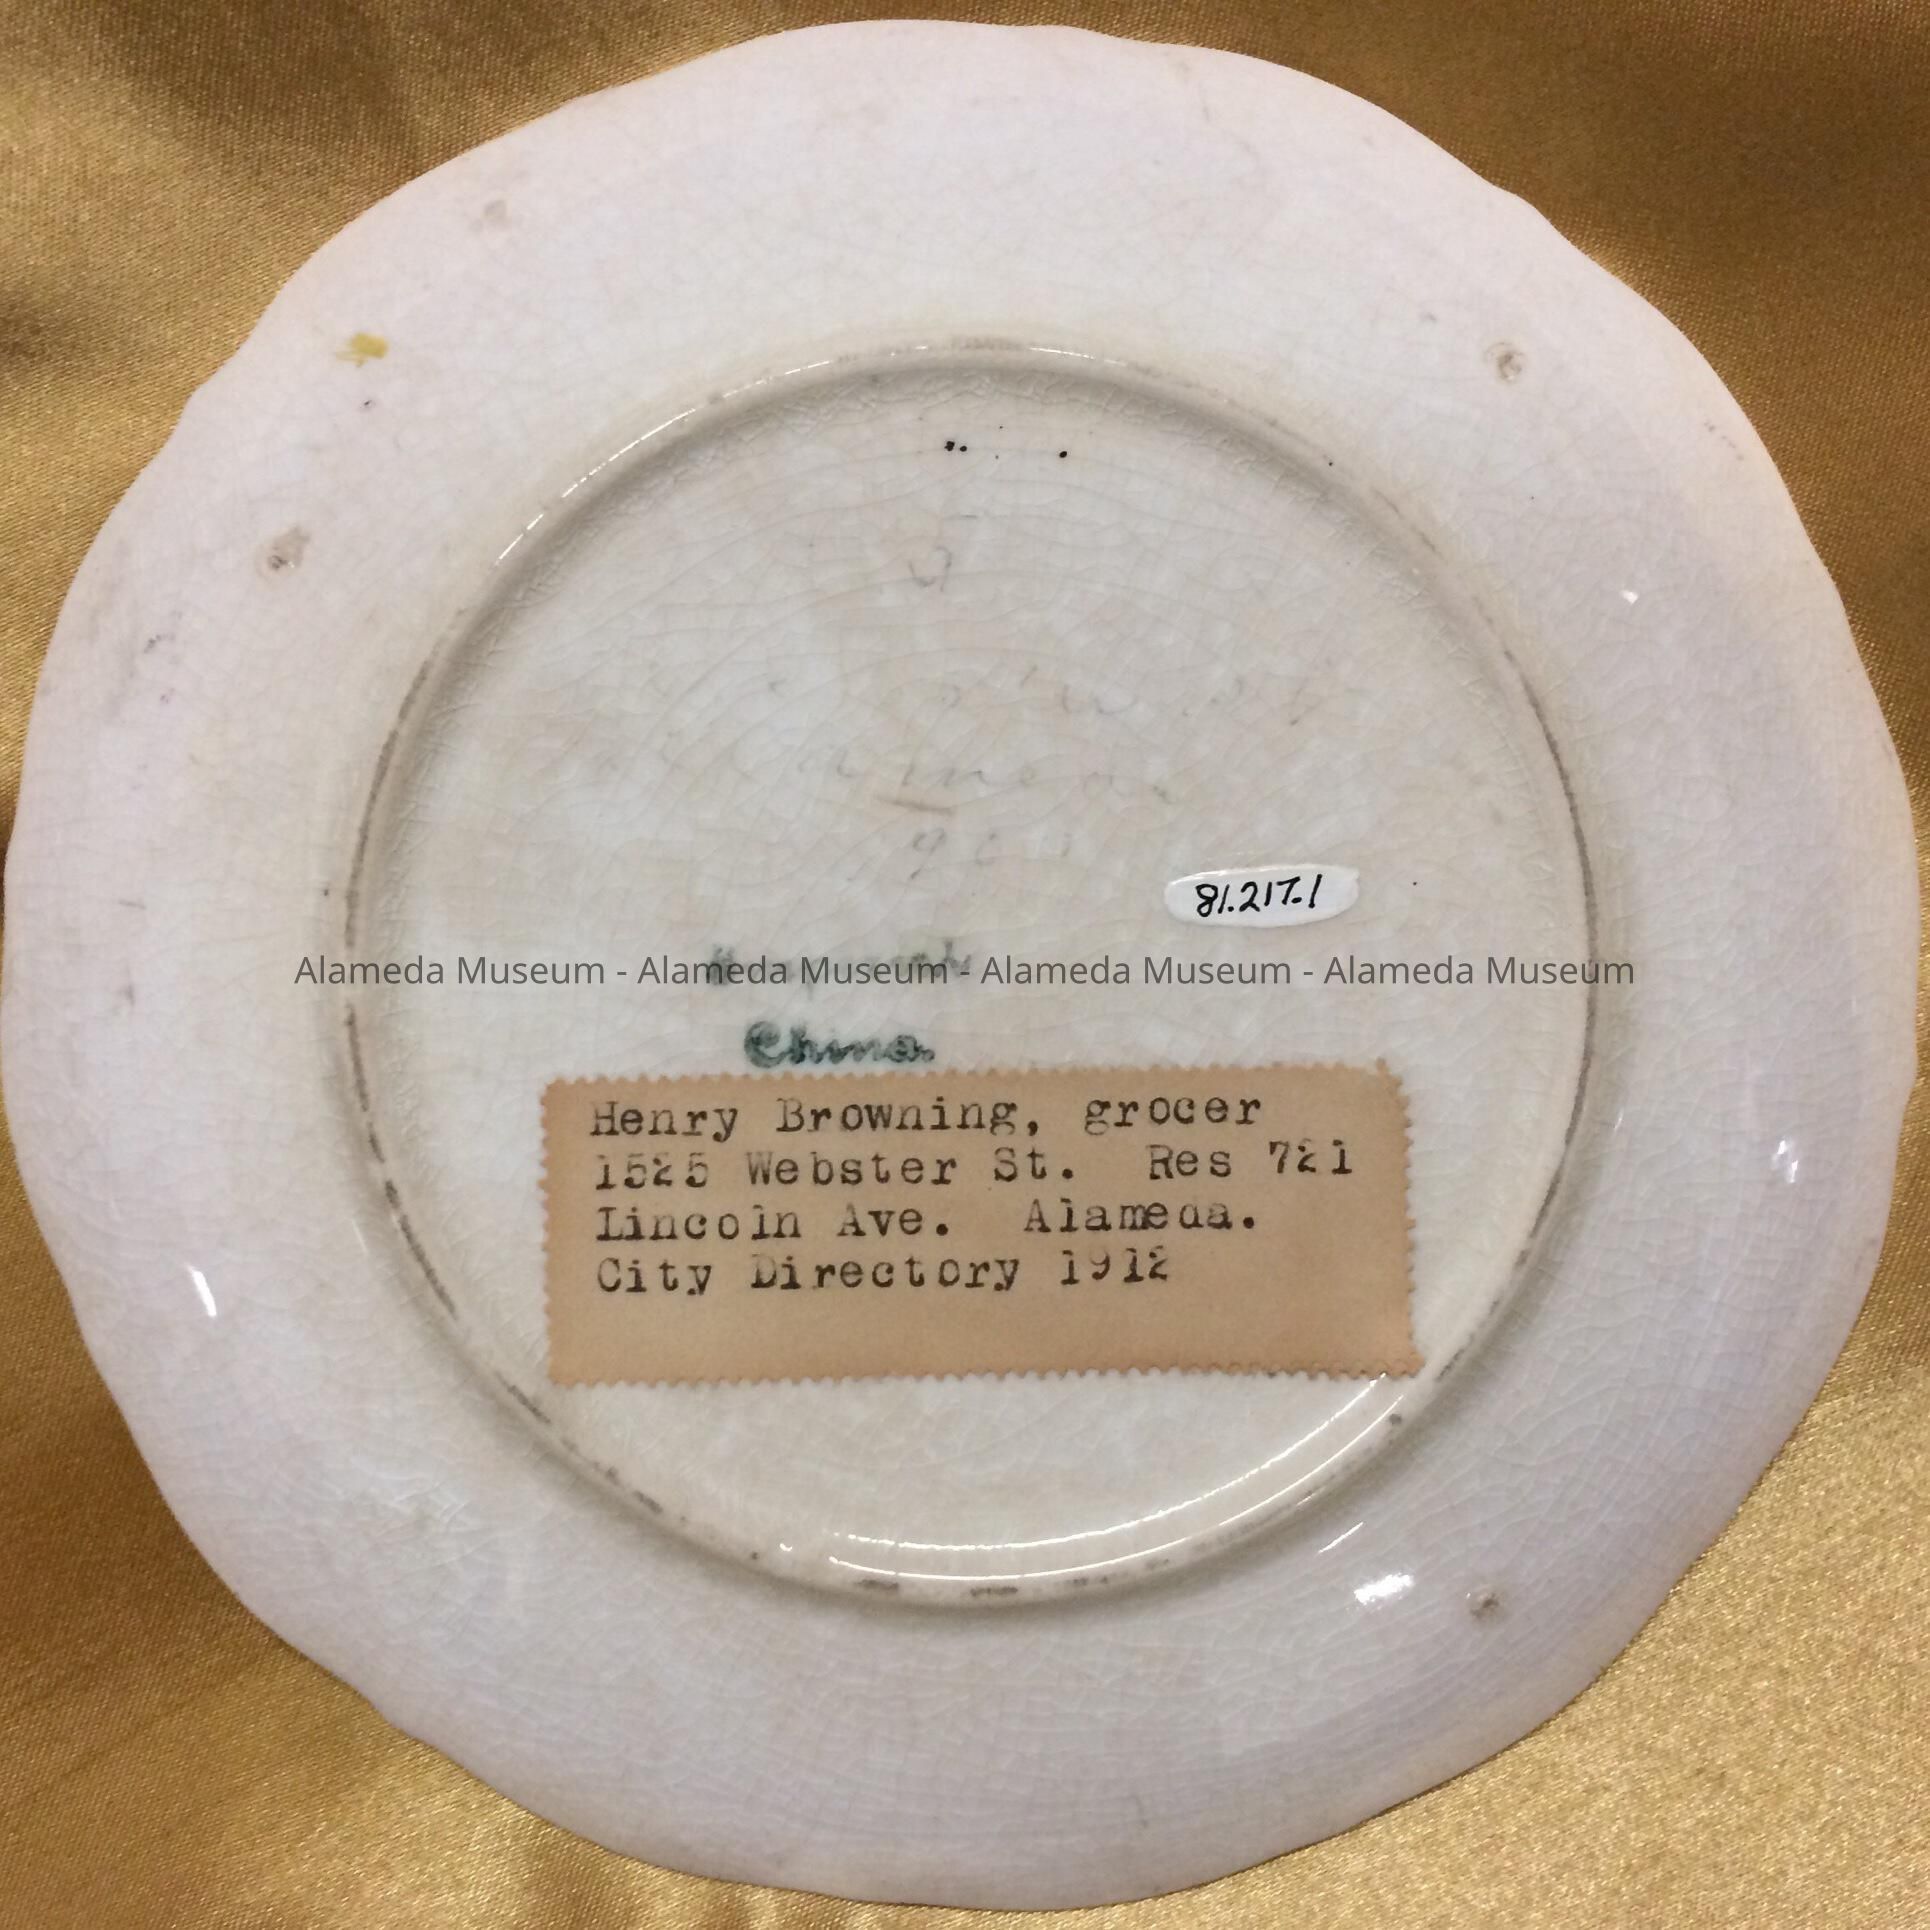 81.217.1
Alameda Museum - Alameda Museum - Alameda Museum - Alameda Museum
China.
Henry Browning, grocer
1525 Webster St. Res 721
Lincoln Ave. Alameda.
City Directory 1912